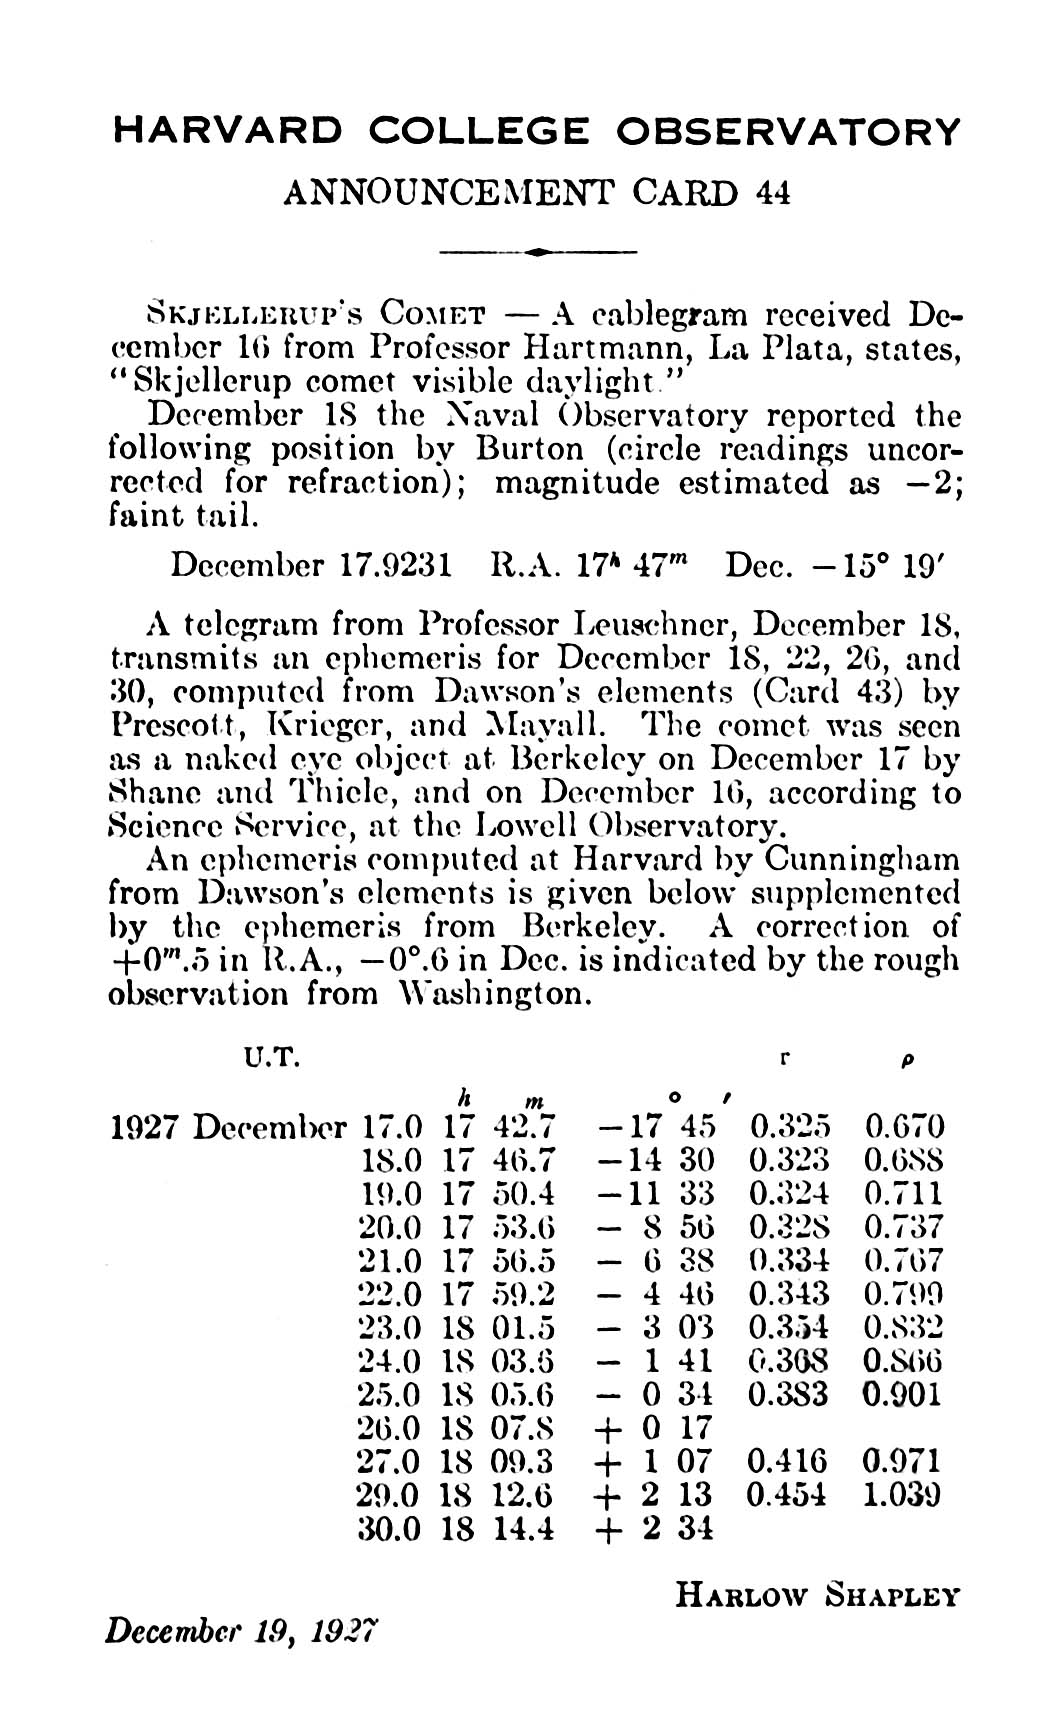 HARVARD COLLEGE OBSERVATORY
ANNOUNCEMENT CARD 44
SKJELLERUP'S COMET — A cablegram received De-
cember 16 from Professor Hartmann, La Plata, states,
"Skjellerup comet visible daylight."
December 18 the Naval Observatory reported the
following position by Burton (circle readings uncor-
rected for refraction); magnitude estimated as −2;
faint tail.
December 17.9231 R.A. 17ʰ 47ᵐ Dec. −15° 19′
A telegram from Professor Leuschner, December 18,
transmits an ephemeris for December 18, 22, 26, and
30, computed from Dawson's elements (Card 43) by
Prescott, Krieger, and Mayall. The comet was seen
as a naked eye object at Berkeley on December 17 by
Shane and Thiele, and on December 16, according to
Science Service, at the Lowell Observatory.
An ephemeris computed at Harvard by Cunningham
from Dawson's elements is given below supplemented
by the ephemeris from Berkeley. A correction of
+0ᵐ.5 in R.A., −0°.6 in Dec. is indicated by the rough
observation from Washington.
U.T. r ρ
h m ° ′
1927 December 17.0 17 42.7 −17 45 0.325 0.670
18.0 17 46.7 −14 30 0.323 0.688
19.0 17 50.4 −11 33 0.324 0.711
20.0 17 53.6 − 8 56 0.328 0.737
21.0 17 56.5 − 6 38 0.334 0.767
22.0 17 59.2 − 4 46 0.343 0.799
23.0 18 01.5 − 3 03 0.354 0.832
24.0 18 03.6 − 1 41 0.368 0.866
25.0 18 05.6 − 0 34 0.383 0.901
26.0 18 07.8 + 0 17
27.0 18 09.3 + 1 07 0.416 0.971
29.0 18 12.6 + 2 13 0.454 1.039
30.0 18 14.4 + 2 34
HARLOW SHAPLEY
December 19, 1927